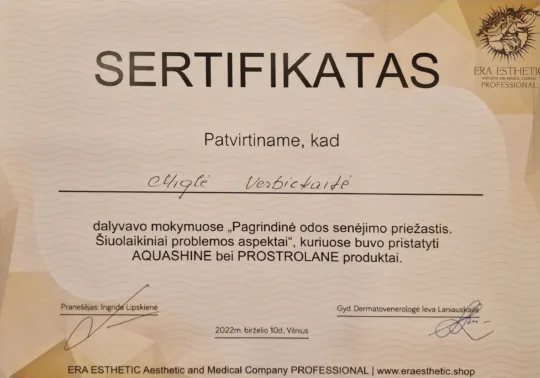 ERA ESTHETIC
PROFESSIONAL
SERTIFIKATAS
Patvirtiname, kad
Miglė Verbickaitė
dalyvavo mokymuose „Pagrindinė odos senėjimo priežastis.
Šiuolaikiniai problemos aspektai“, kuriuose buvo pristatyti
AQUASHINE bei PROSTROLANE produktai.
Pranešėjas: Ingrida Lipskienė
Gyd. Dermatovenerologė Ieva Laniauskaitė
2022m. birželio 10d, Vilnius
ERA ESTHETIC Aesthetic and Medical Company PROFESSIONAL | www.eraesthetic.shop